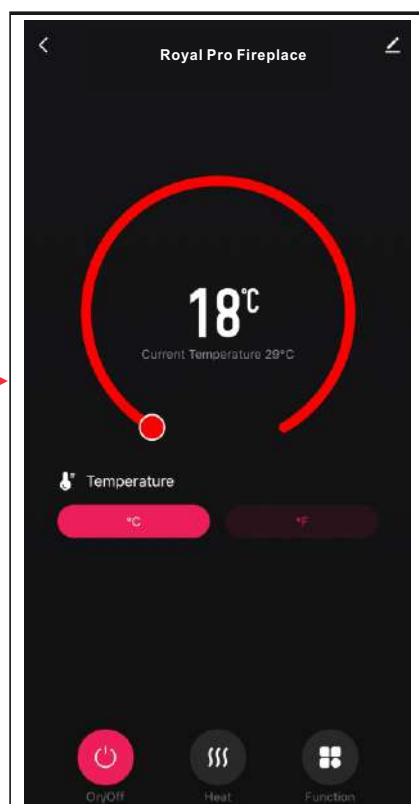 Royal Pro Fireplace
18°C
Current Temperature 29°C
Temperature
°C
°F
On/Off
Heat
Function